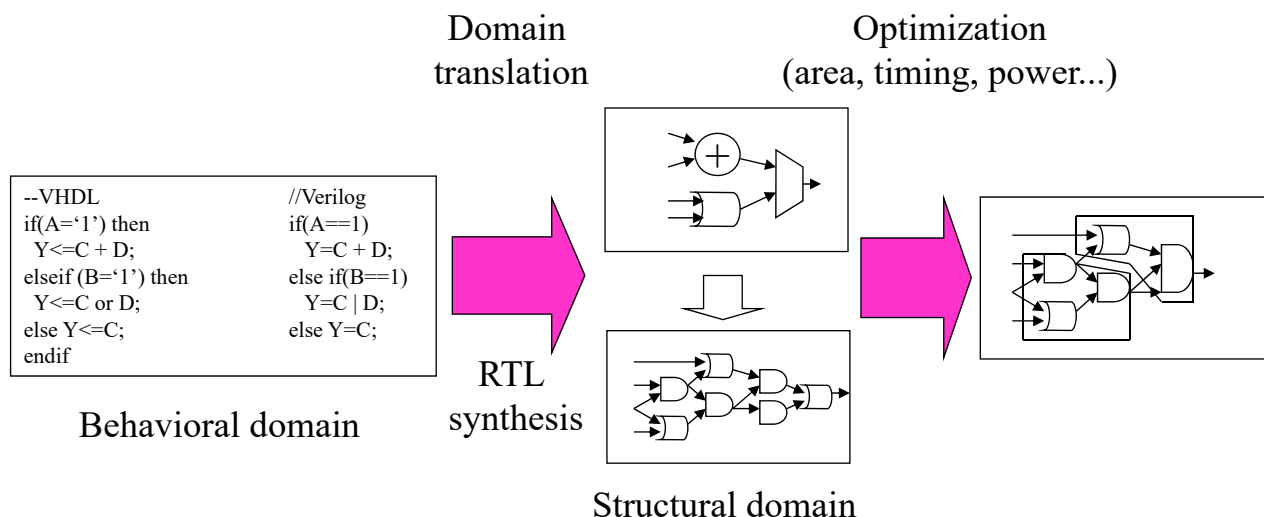 Domain
translation
Optimization
(area, timing, power...)
--VHDL
if(A=‘1’) then
Y<=C + D;
elseif (B=‘1’) then
Y<=C or D;
else Y<=C;
endif
//Verilog
if(A==1)
Y=C + D;
else if(B==1)
Y=C | D;
else Y=C;
+
RTL
synthesis
Behavioral domain
Structural domain